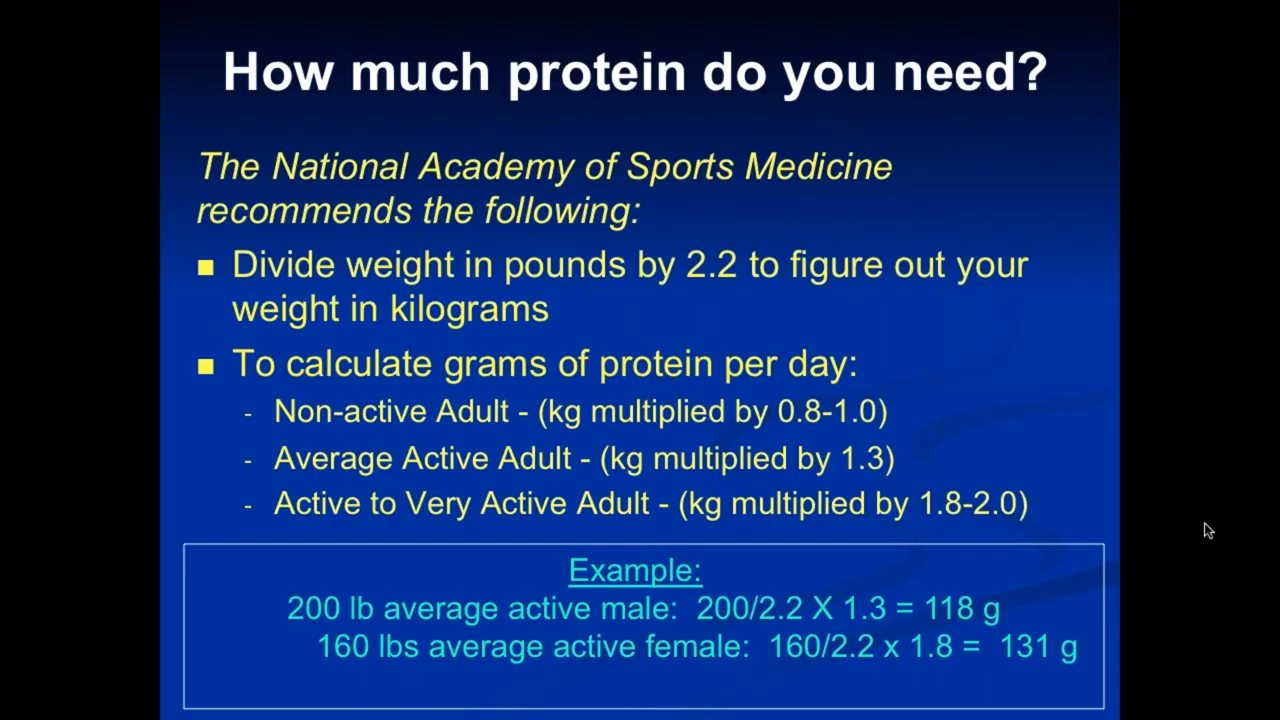 How much protein do you need?
The National Academy of Sports Medicine
recommends the following:
■ Divide weight in pounds by 2.2 to figure out your
weight in kilograms
■ To calculate grams of protein per day:
- Non-active Adult - (kg multiplied by 0.8-1.0)
- Average Active Adult - (kg multiplied by 1.3)
- Active to Very Active Adult - (kg multiplied by 1.8-2.0)
Example:
200 lb average active male: 200/2.2 X 1.3 = 118 g
160 lbs average active female: 160/2.2 x 1.8 = 131 g